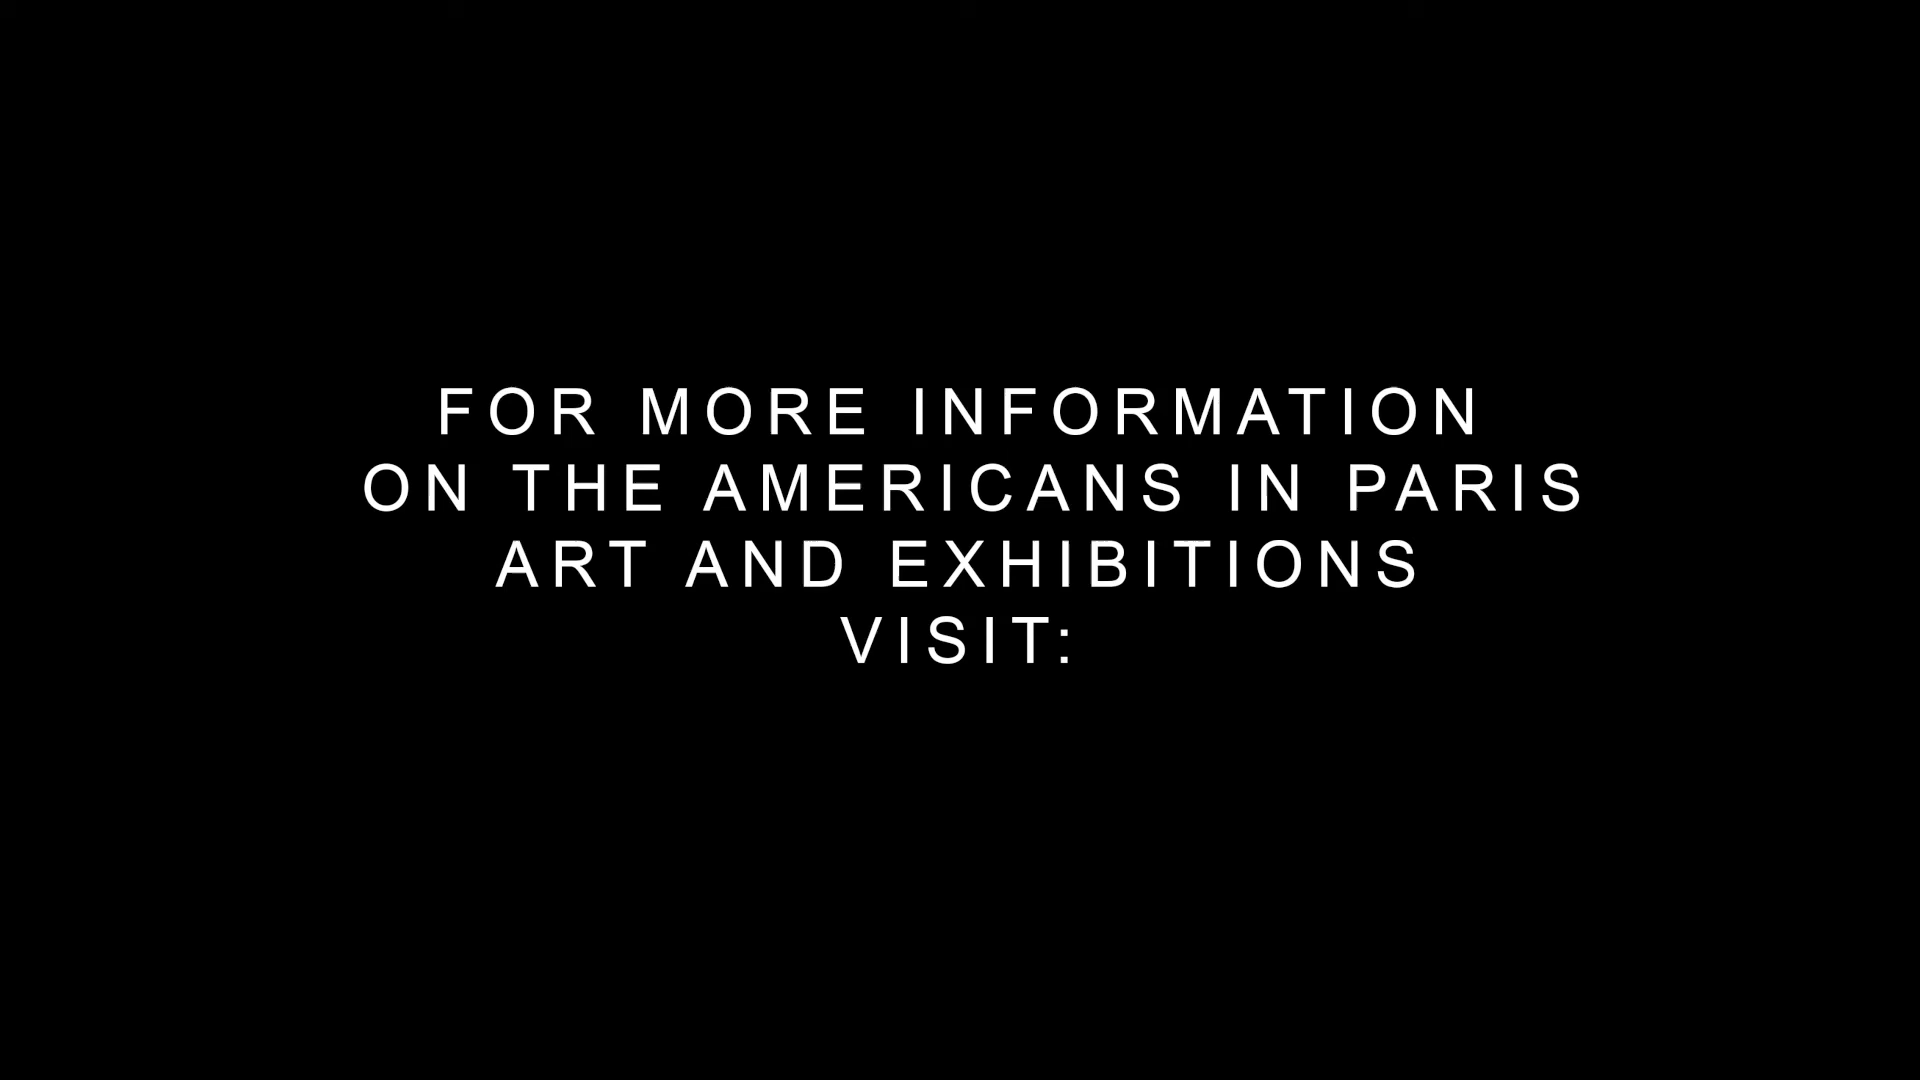 FOR MORE INFORMATION
ON THE AMERICANS IN PARIS
ART AND EXHIBITIONS
VISIT: